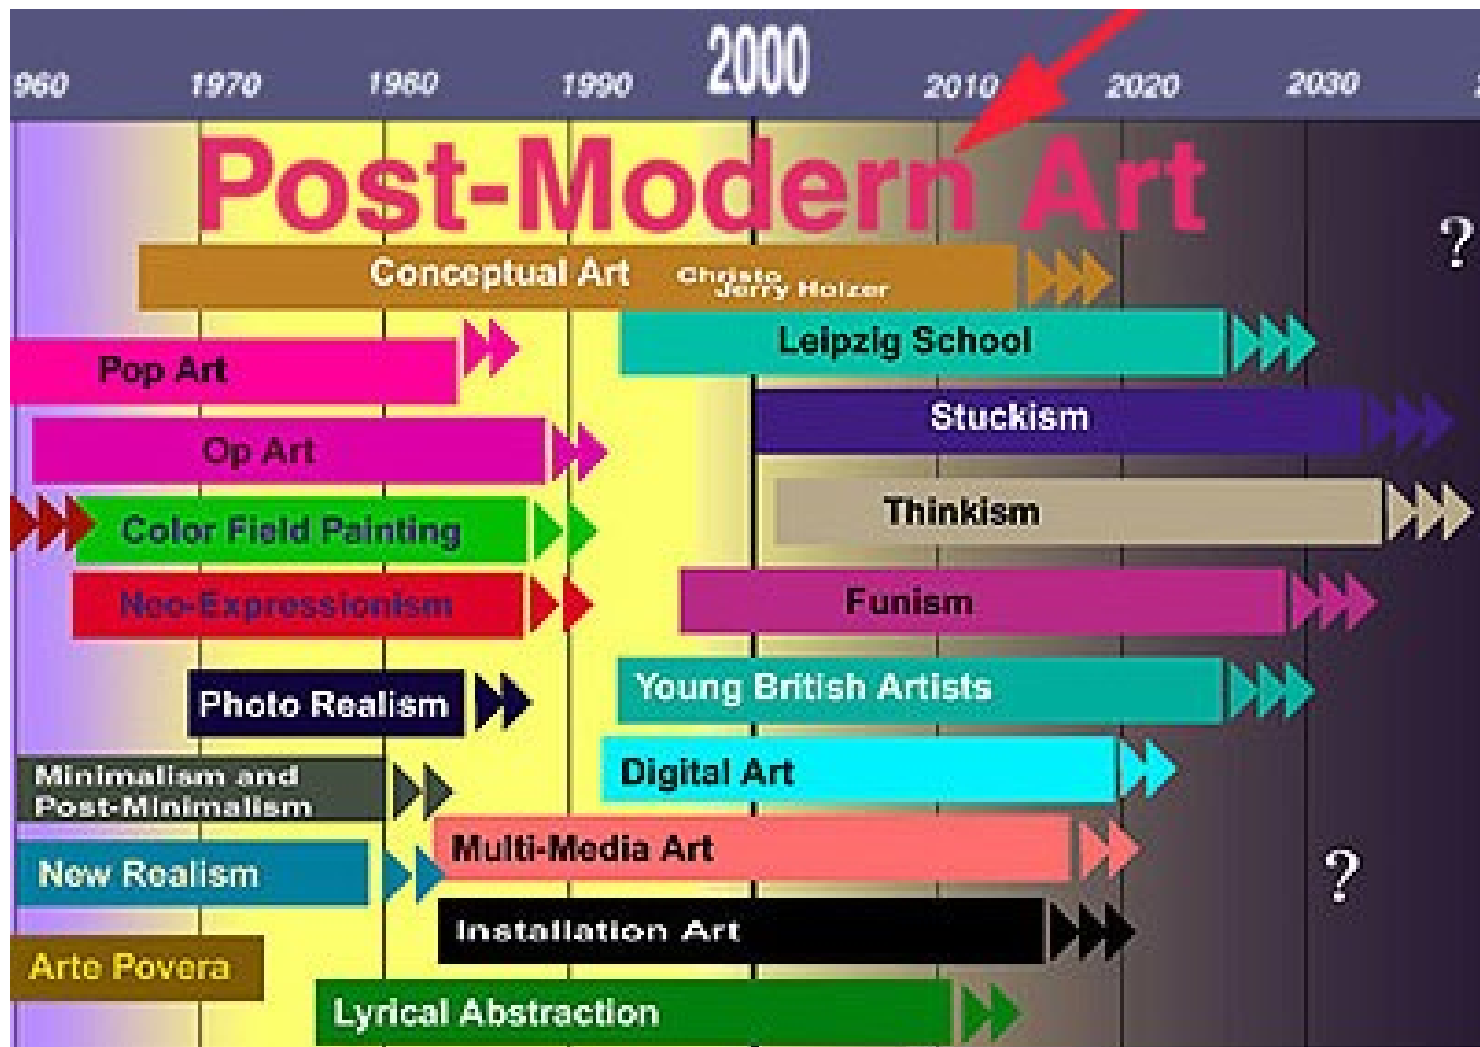 960 1970 1980 1990 2000 2010 2020 2030
Post-Modern Art
?
Conceptual Art Christo
Jerry Holzer
Leipzig School
Pop Art
Stuckism
Op Art
Thinkism
Color Field Painting
Neo-Expressionism
Funism
Young British Artists
Photo Realism
Digital Art
Minimalism and
Post-Minimalism
Multi-Media Art
New Realism
?
Installation Art
Arte Povera
Lyrical Abstraction